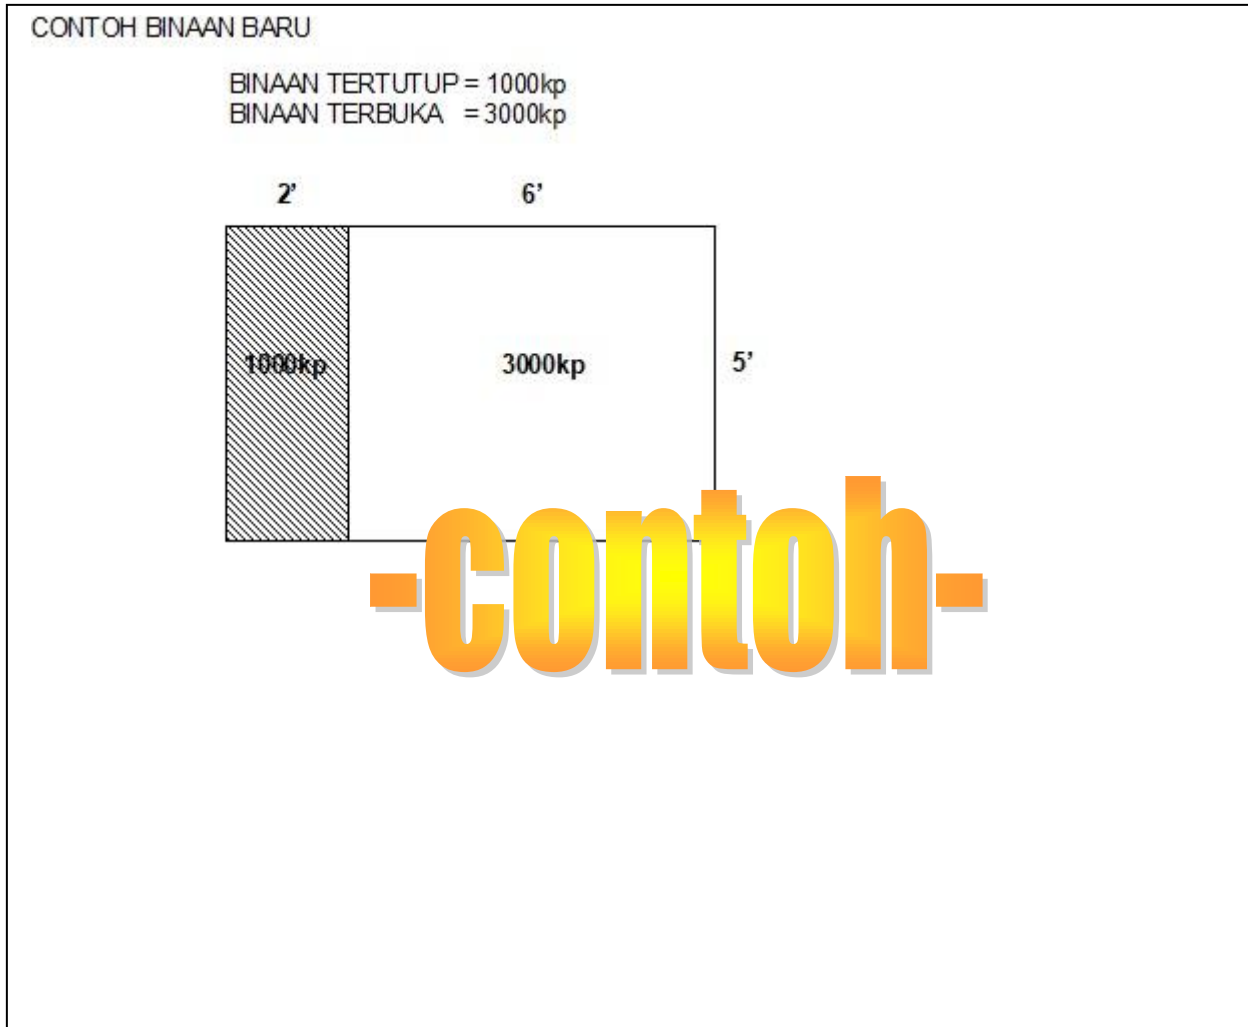 CONTOH BINAAN BARU
BINAAN TERTUTUP = 1000kp
BINAAN TERBUKA = 3000kp
2' 6'
1000kp 3000kp 5'
-contoh-